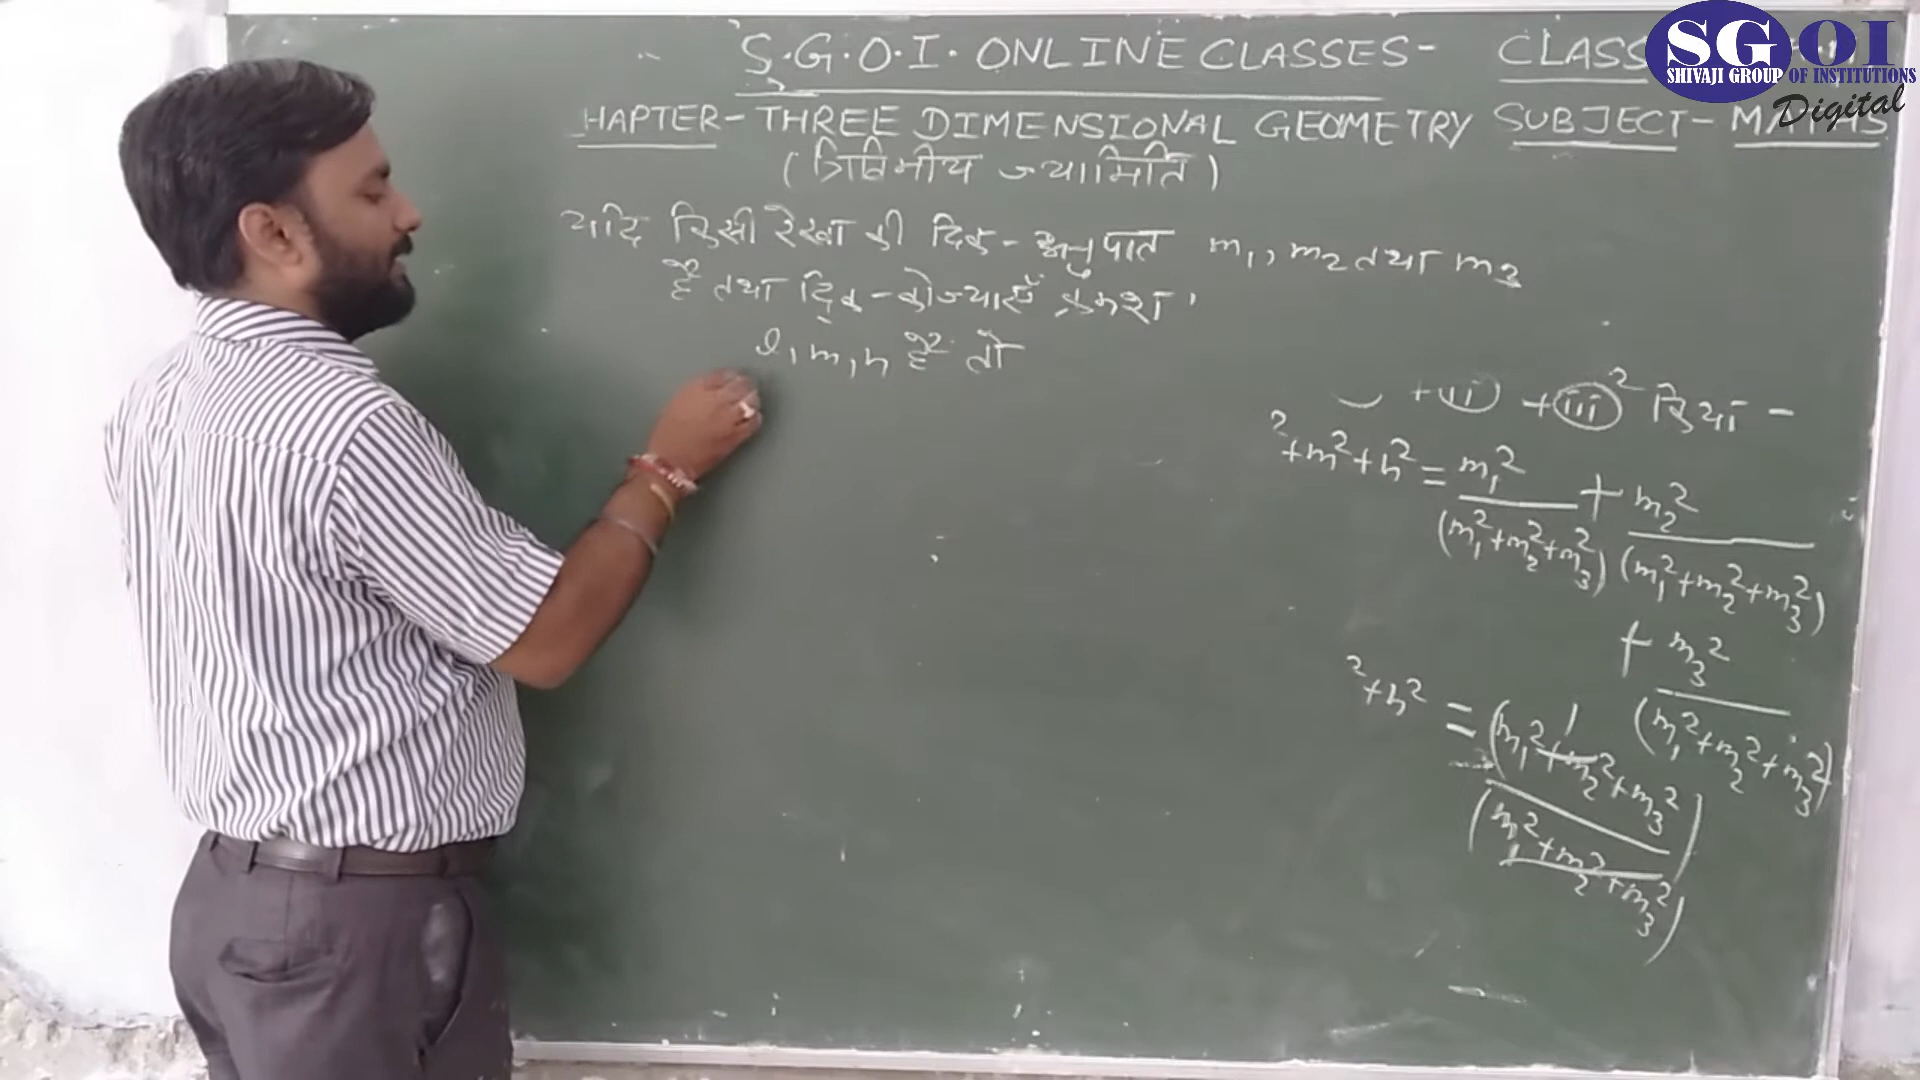 S.G.O.I. ONLINE CLASSES- CLASS
SGOI
SHIVAJI GROUP OF INSTITUTIONS
Digital
HAPTER - THREE DIMENSIONAL GEOMETRY SUBJECT - MATHS
(त्रिविमीय ज्यामिति)
यदि किसी रेखा की दिक-अनुपात m₁, m₂ तथा m₃
हैं तथा दिक-कोज्याएँ क्रमशः
l, m, n हैं तो
+(ii) +(iii)² किया -
²+m²+n² = m₁²/(m₁²+m₂²+m₃²) + m₂²/(m₁²+m₂²+m₃²)
+ m₃²/(m₁²+m₂²+m₃²)
²+n² = (m₁²+m₂²+m₃²)/(m₁²+m₂²+m₃²)